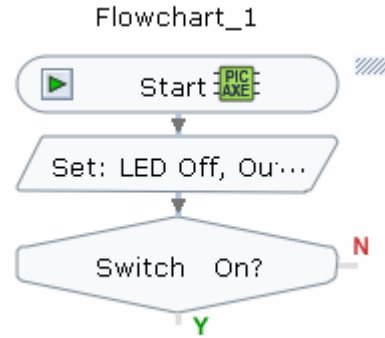 Flowchart_1
Start PIC AXE
Set: LED Off, Ou...
Switch On?
N
Y